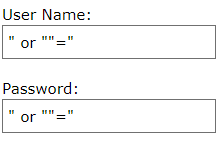 User Name:
" or ""="
Password:
" or ""="